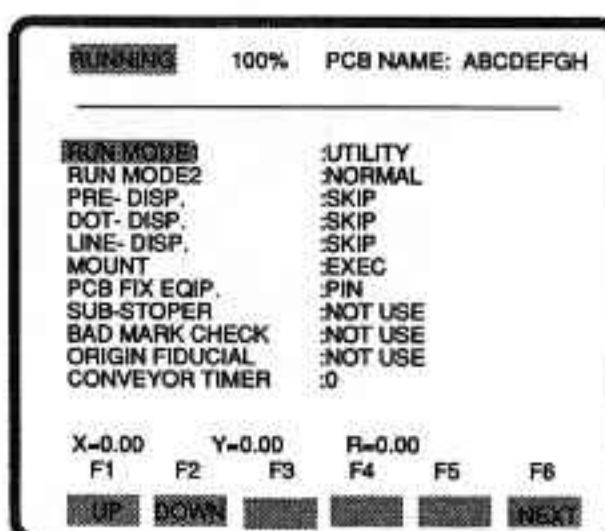 RUNNING 100% PCB NAME: ABCDEFGH
RUN MODE1 :UTILITY
RUN MODE2 :NORMAL
PRE- DISP. :SKIP
DOT- DISP. :SKIP
LINE- DISP. :SKIP
MOUNT :EXEC
PCB FIX EQIP. :PIN
SUB-STOPER :NOT USE
BAD MARK CHECK :NOT USE
ORIGIN FIDUCIAL :NOT USE
CONVEYOR TIMER :0
X=0.00 Y=0.00 R=0.00
F1 F2 F3 F4 F5 F6
UP DOWN NEXT